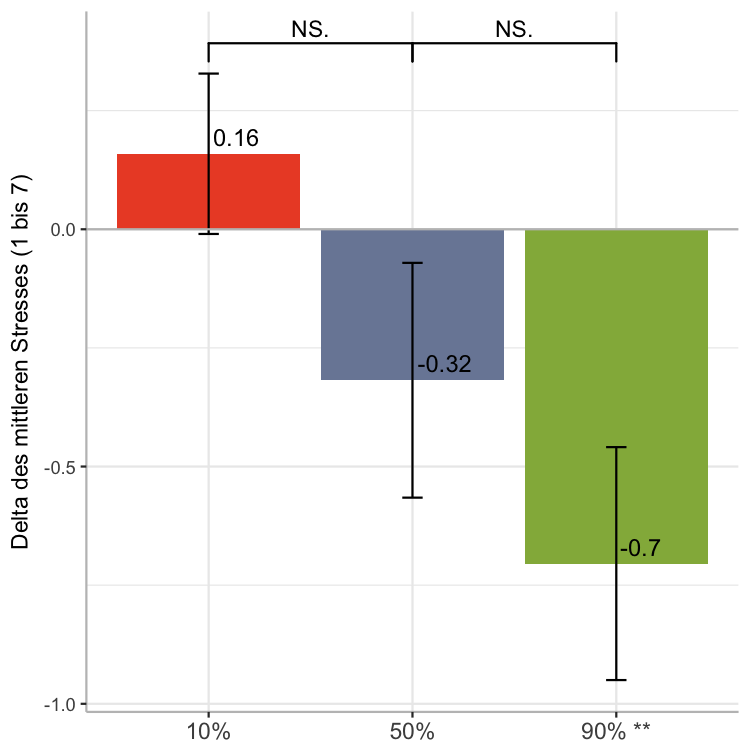 NS. NS.
0.16
-0.32
-0.7
0.0
-0.5
-1.0
Delta des mittleren Stresses (1 bis 7)
10% 50% 90% **